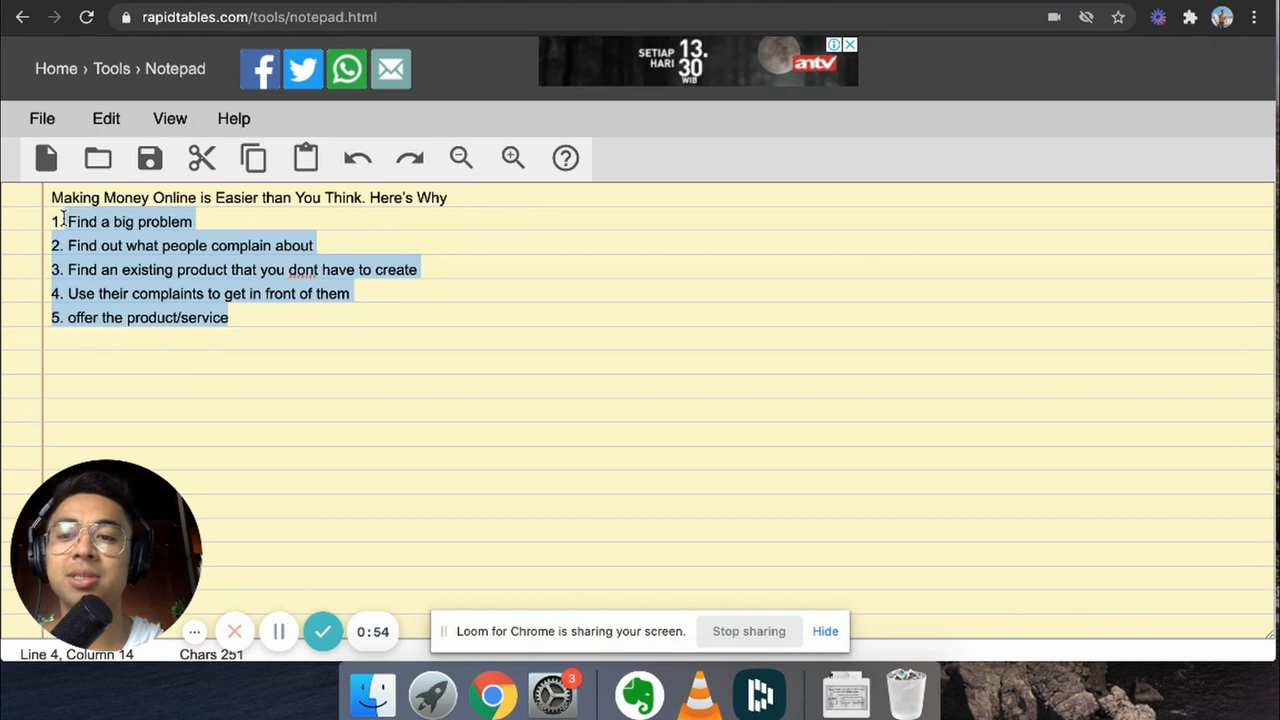 rapidtables.com/tools/notepad.html
Home › Tools › Notepad
SETIAP HARI 13.30 WIB
antv
File Edit View Help
Making Money Online is Easier than You Think. Here's Why
1. Find a big problem
2. Find out what people complain about
3. Find an existing product that you dont have to create
4. Use their complaints to get in front of them
5. offer the product/service
0:54
Loom for Chrome is sharing your screen. Stop sharing Hide
Line 4, Column 14 Chars 251
3